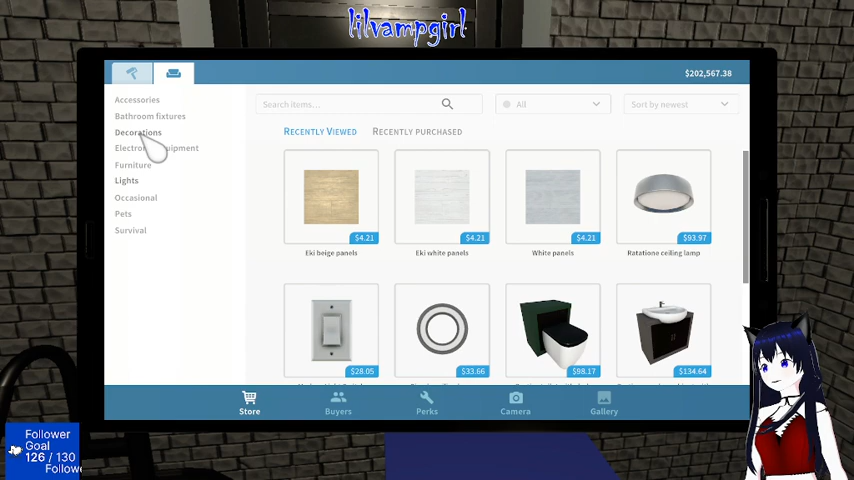 lilvampgirl
$202,567.38
Accessories
Bathroom fixtures
Decorations
Furniture
Lights
Occasional
Pets
Survival
Search items...
All
Sort by newest
RECENTLY VIEWED
RECENTLY PURCHASED
$4.21
$4.21
$4.21
$93.97
Eki beige panels
Eki white panels
White panels
Ratatione ceiling lamp
$28.05
$33.66
$98.17
$134.64
Store
Buyers
Perks
Camera
Gallery
Follower
Goal
126 / 130